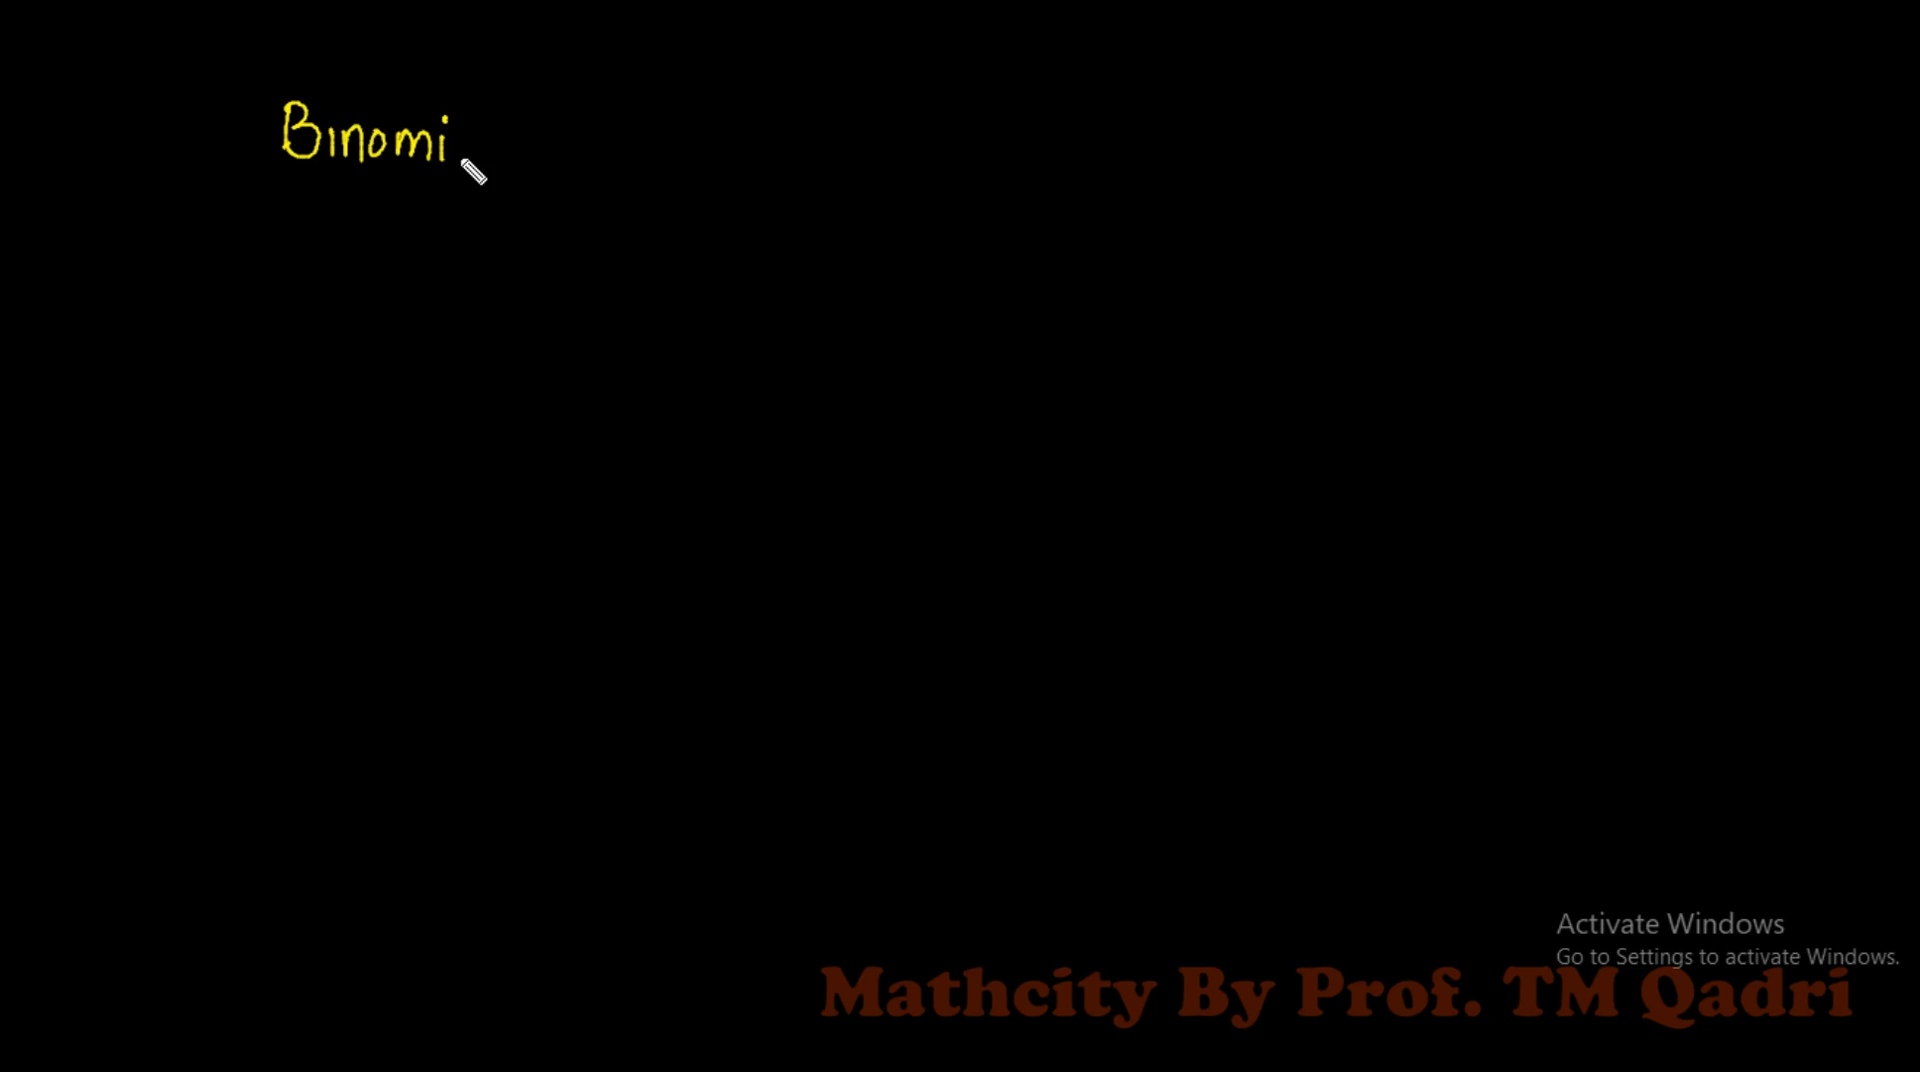 Binomi
Activate Windows
Go to Settings to activate Windows.
Mathcity By Prof. TM Qadri